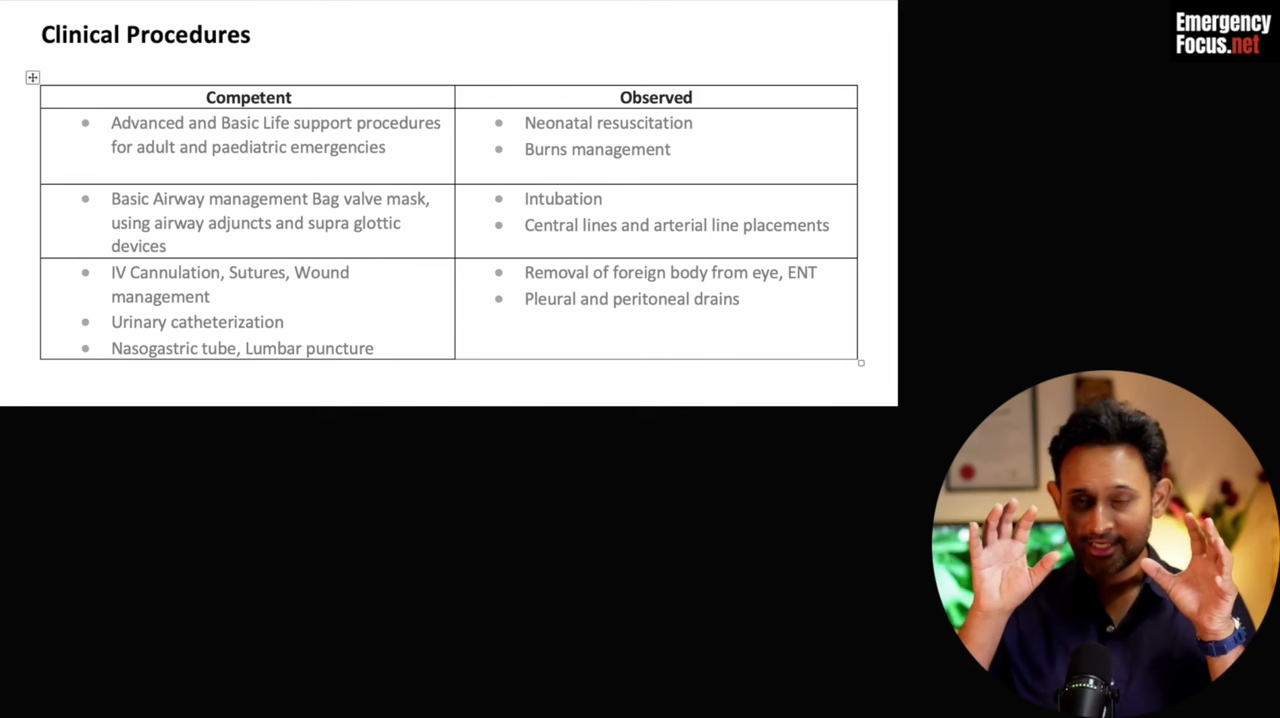 Clinical Procedures
Emergency
Focus.net
Competent
Observed
Advanced and Basic Life support procedures
for adult and paediatric emergencies
Neonatal resuscitation
Burns management
Basic Airway management Bag valve mask,
using airway adjuncts and supra glottic
devices
Intubation
Central lines and arterial line placements
IV Cannulation, Sutures, Wound
management
Urinary catheterization
Nasogastric tube, Lumbar puncture
Removal of foreign body from eye, ENT
Pleural and peritoneal drains